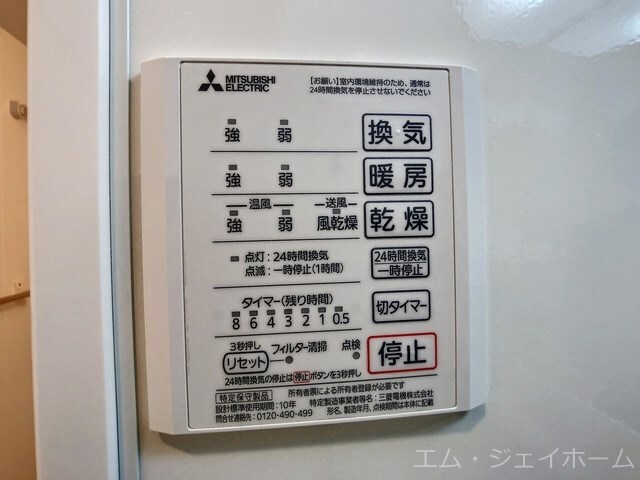 MITSUBISHI
ELECTRIC
【お願い】室内環境維持のため、通常は
24時間換気を停止させないでください
強 弱 換気
強 弱 暖房
温風 送風
強 弱 風乾燥 乾燥
点灯:24時間換気
点滅:一時停止(1時間)
24時間換気
一時停止
タイマー(残り時間)
8 6 4 3 2 1 0.5
切タイマー
3秒押し
リセット フィルター清掃 点検
停止
24時間換気の停止は停止ボタンを3秒押し
特定保守製品 所有者票による所有者登録が必要です
設計標準使用期間:10年 特定製造事業者等名:三菱電機株式会社
問合せ連絡先:0120-490-499 形名、製造年月、点検期間は本体に記載
エム・ジェイホーム